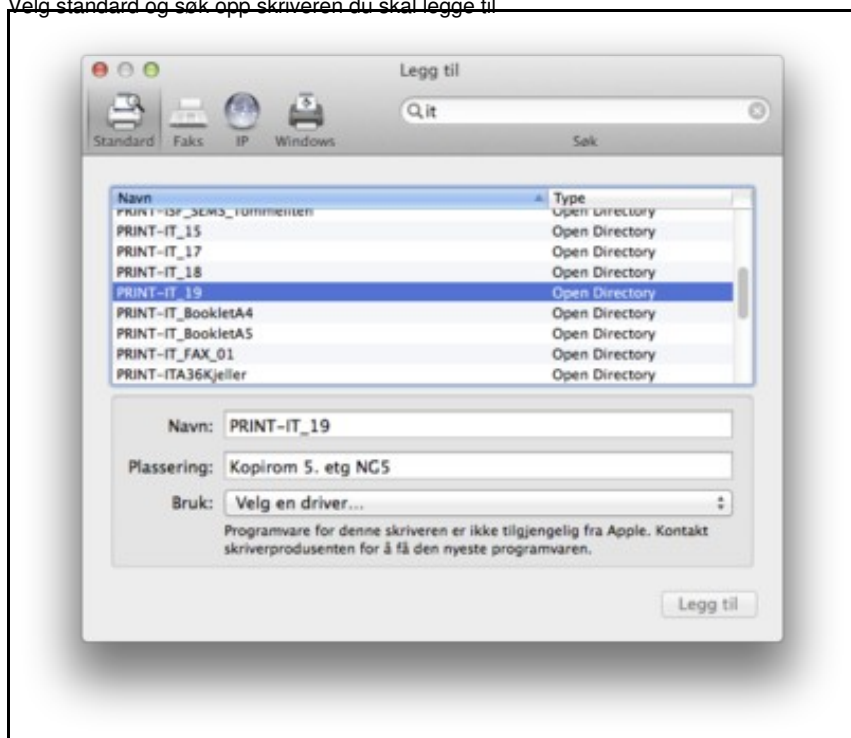 Velg standard og søk opp skriveren du skal legge til
Legg til
it
Standard Faks IP Windows Søk
Navn Type
PRINT-ISF_SEMS_Tommeliten Open Directory
PRINT-IT_15 Open Directory
PRINT-IT_17 Open Directory
PRINT-IT_18 Open Directory
PRINT-IT_19 Open Directory
PRINT-IT_BookletA4 Open Directory
PRINT-IT_BookletA5 Open Directory
PRINT-IT_FAX_01 Open Directory
PRINT-ITA36Kjeller Open Directory
Navn: PRINT-IT_19
Plassering: Kopirom 5. etg NG5
Bruk: Velg en driver...
Programvare for denne skriveren er ikke tilgjengelig fra Apple. Kontakt
skriverprodusenten for å få den nyeste programvaren.
Legg til